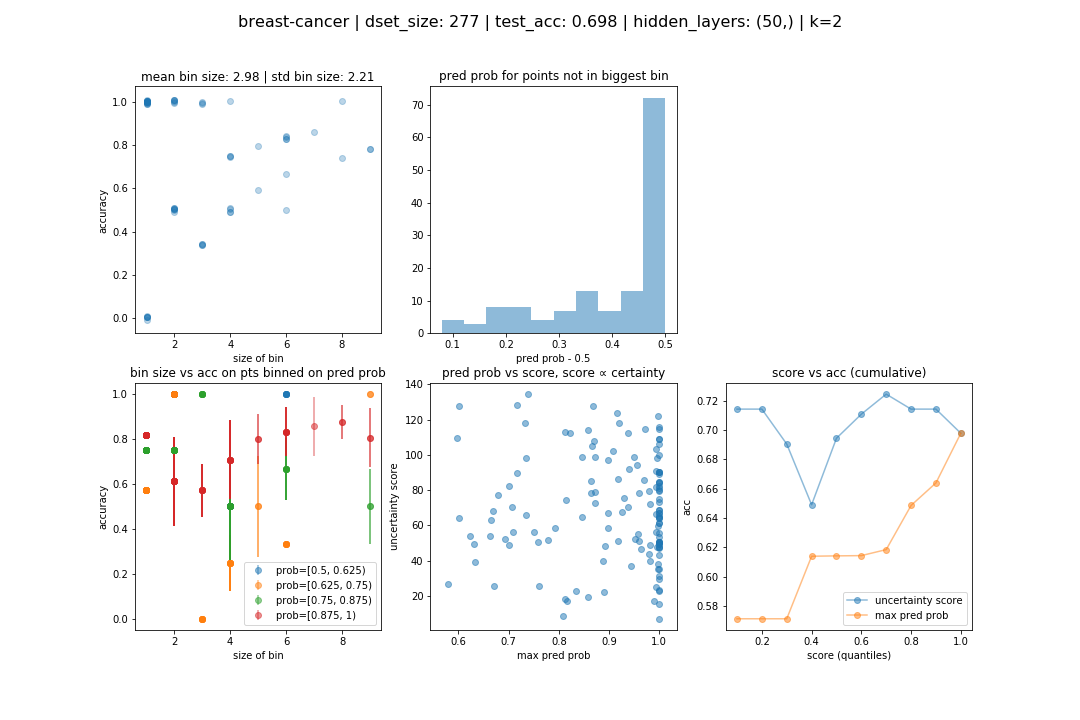 breast-cancer | dset_size: 277 | test_acc: 0.698 | hidden_layers: (50,) | k=2
mean bin size: 2.98 | std bin size: 2.21
1.0
0.8
0.6
0.4
0.2
0.0
accuracy
2
4
6
8
size of bin
pred prob for points not in biggest bin
70
60
50
40
30
20
10
0
0.1
0.2
0.3
0.4
0.5
pred prob - 0.5
bin size vs acc on pts binned on pred prob
1.0
0.8
0.6
0.4
0.2
0.0
accuracy
prob=[0.5, 0.625)
prob=[0.625, 0.75)
prob=[0.75, 0.875)
prob=[0.875, 1)
2
4
6
8
size of bin
pred prob vs score, score ∝ certainty
140
120
100
80
60
40
20
uncertainty score
0.6
0.7
0.8
0.9
1.0
max pred prob
score vs acc (cumulative)
0.72
0.70
0.68
0.66
0.64
0.62
0.60
0.58
acc
uncertainty score
max pred prob
0.2
0.4
0.6
0.8
1.0
score (quantiles)